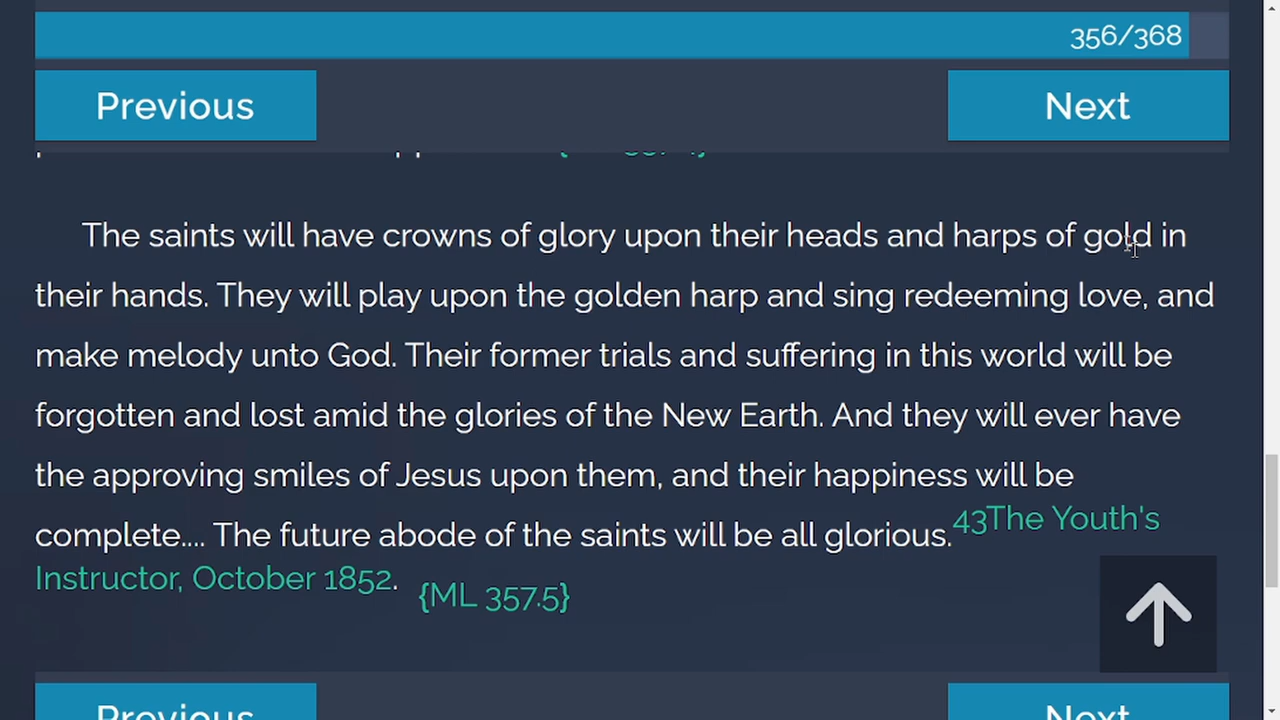 356/368
Previous
Next
The saints will have crowns of glory upon their heads and harps of gold in
their hands. They will play upon the golden harp and sing redeeming love, and
make melody unto God. Their former trials and suffering in this world will be
forgotten and lost amid the glories of the New Earth. And they will ever have
the approving smiles of Jesus upon them, and their happiness will be
complete.... The future abode of the saints will be all glorious.43The Youth's
Instructor, October 1852. {ML 357.5}
Previous
Next